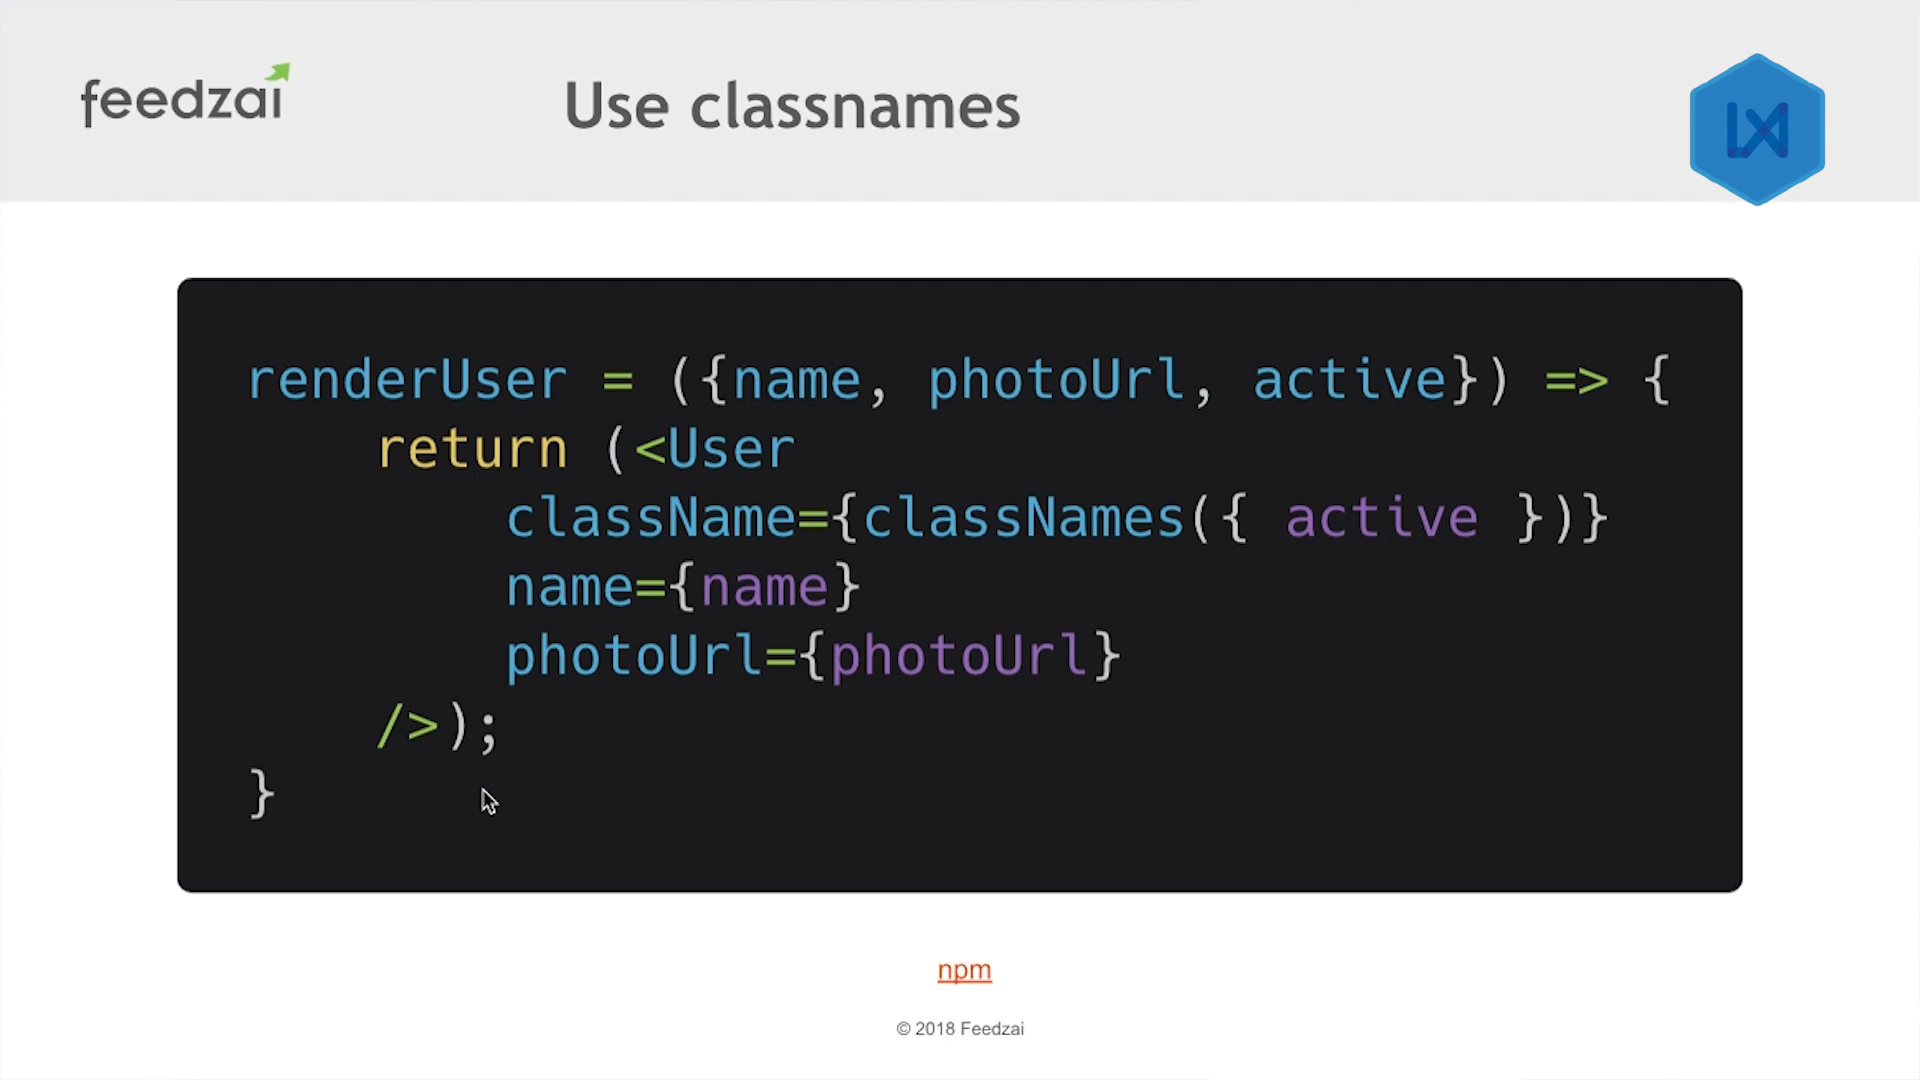 feedzai
Use classnames
LX
renderUser = ({name, photoUrl, active}) => {
    return (<User
        className={classNames({ active })}
        name={name}
        photoUrl={photoUrl}
    />);
}
npm
© 2018 Feedzai